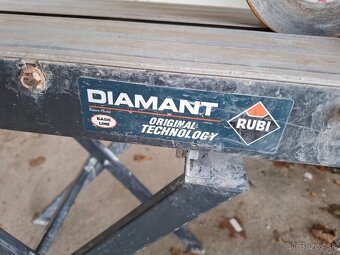 DIAMANT
BASIC
LINE
ORIGINAL
TECHNOLOGY
RUBI